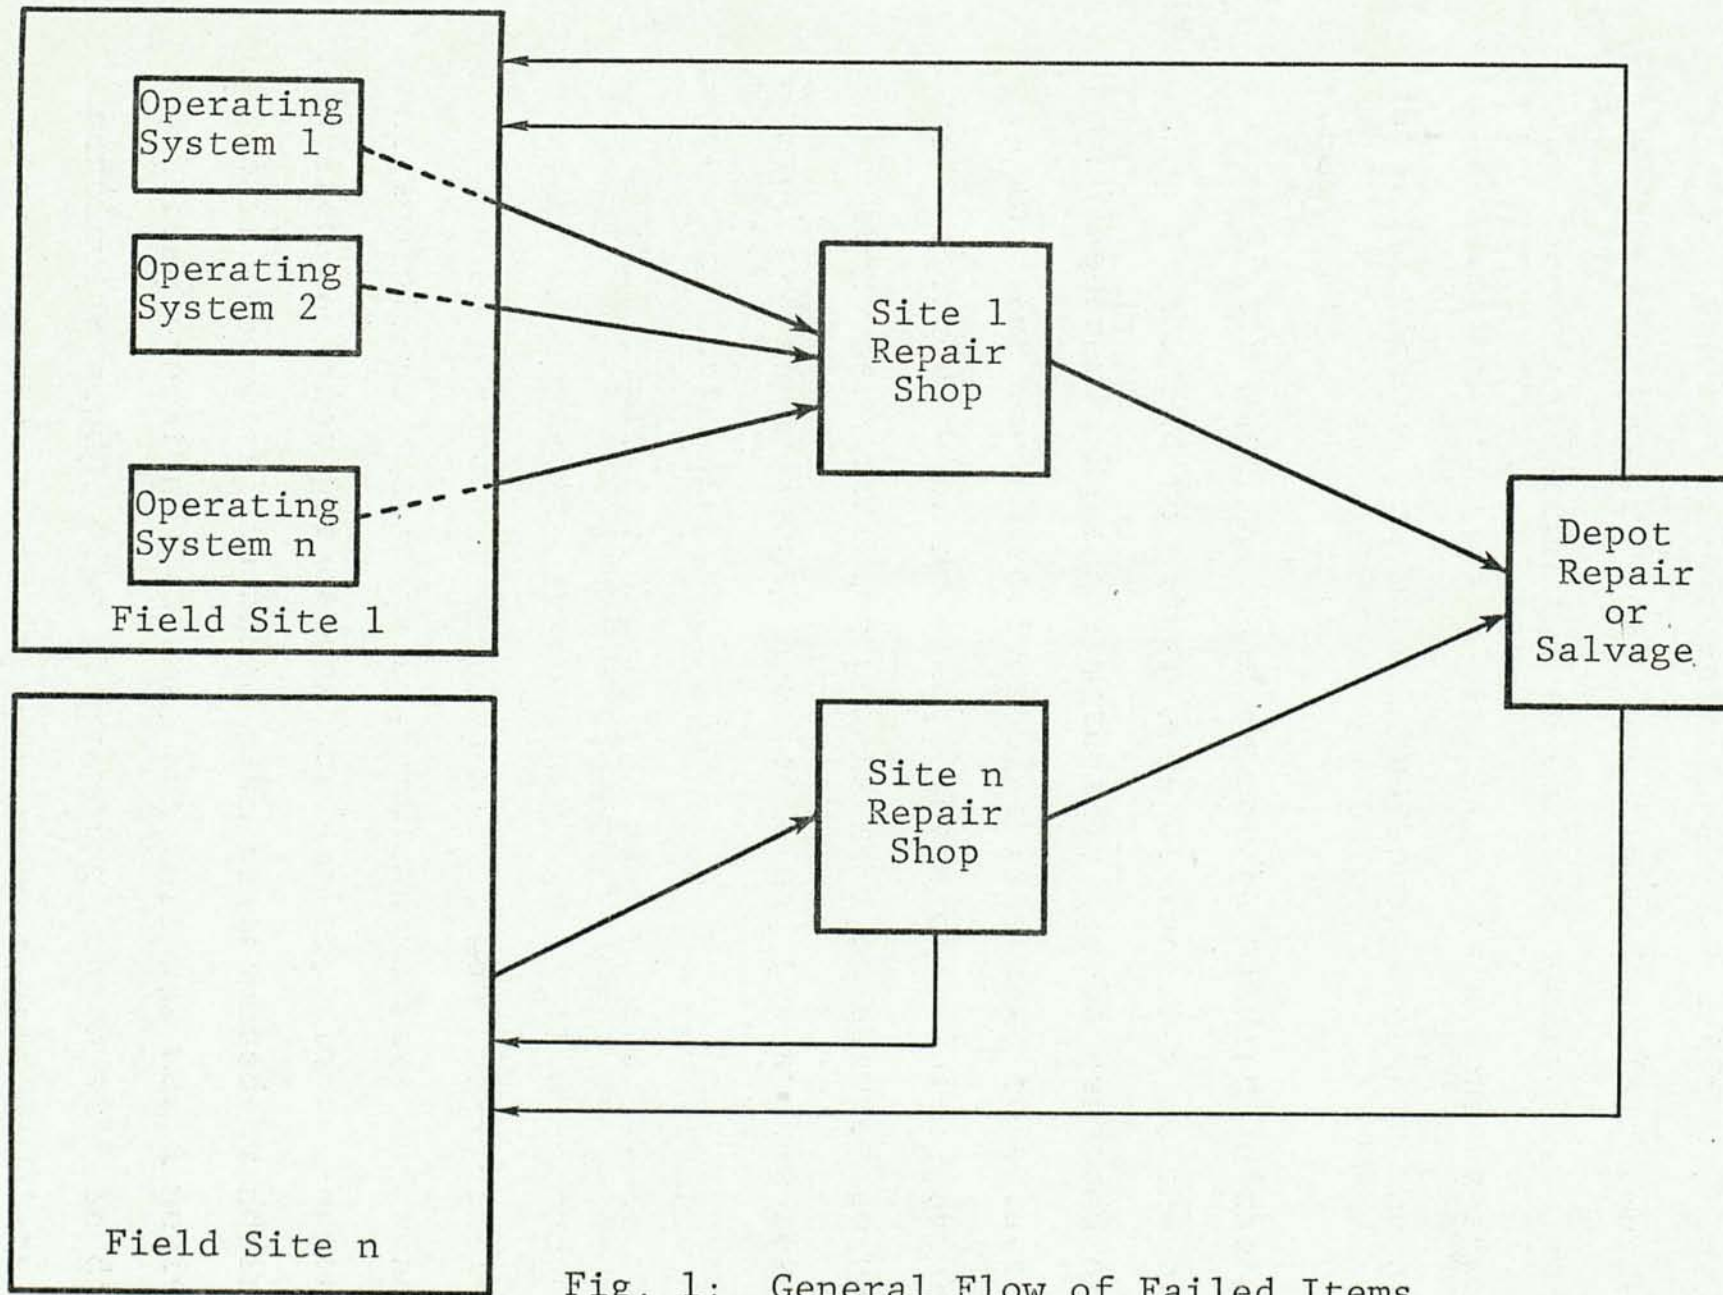 Operating
System 1
Operating
System 2
Operating
System n
Field Site 1
Site 1
Repair
Shop
Depot
Repair
or
Salvage
Site n
Repair
Shop
Field Site n
Fig. 1: General Flow of Failed Items